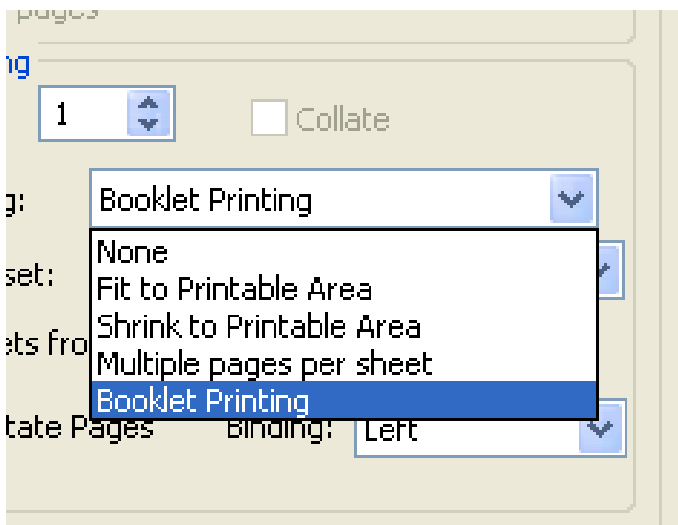 pages
ng
1 Collate
g: Booklet Printing
None
set:
Fit to Printable Area
Shrink to Printable Area
ets fro
Multiple pages per sheet
Booklet Printing
tate Pages Binding: Left